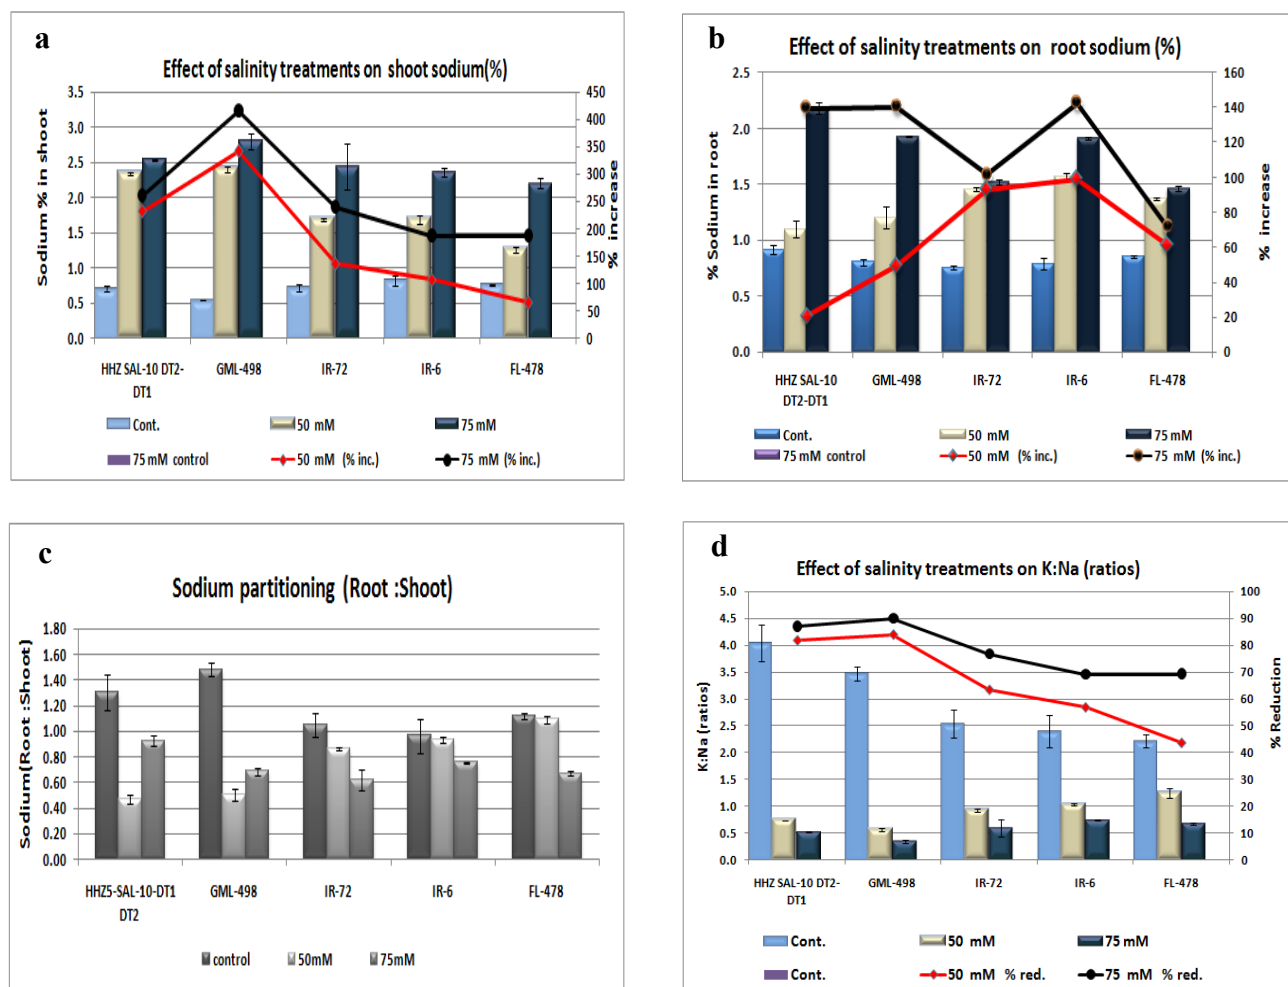 a
Effect of salinity treatments on shoot sodium(%)
Sodium % in shoot
3.5
3.0
2.5
2.0
1.5
1.0
0.5
0.0
450
400
350
300
250
200
150
100
50
0
% increase
HHZ SAL-10 DT2-
DT1
GML-498
IR-72
IR-6
FL-478
Cont.
50 mM
75 mM
75 mM control
50 mM (% inc.)
75 mM (% inc.)
b
Effect of salinity treatments on root sodium (%)
% Sodium in root
2.5
2.0
1.5
1.0
0.5
0.0
160
140
120
100
80
60
40
20
0
% increase
HHZ SAL-10
DT2-DT1
GML-498
IR-72
IR-6
FL-478
Cont.
50 mM
75 mM
75 mM control
50 mM (% inc)
75 mM (% inc)
c
Sodium partitioning (Root :Shoot)
Sodium(Root :Shoot)
1.80
1.60
1.40
1.20
1.00
0.80
0.60
0.40
0.20
0.00
HHZ5-SAL-10-DT1
DT2
GML-498
IR-72
IR-6
FL-478
control
50mM
75mM
d
Effect of salinity treatments on K:Na (ratios)
K:Na (ratios)
5.0
4.5
4.0
3.5
3.0
2.5
2.0
1.5
1.0
0.5
0.0
100
90
80
70
60
50
40
30
20
10
0
% Reduction
HHZ SAL-10 DT2-
DT1
GML-498
IR-72
IR-6
FL-478
Cont.
50 mM
75 mM
Cont.
50 mM % red.
75 mM % red.